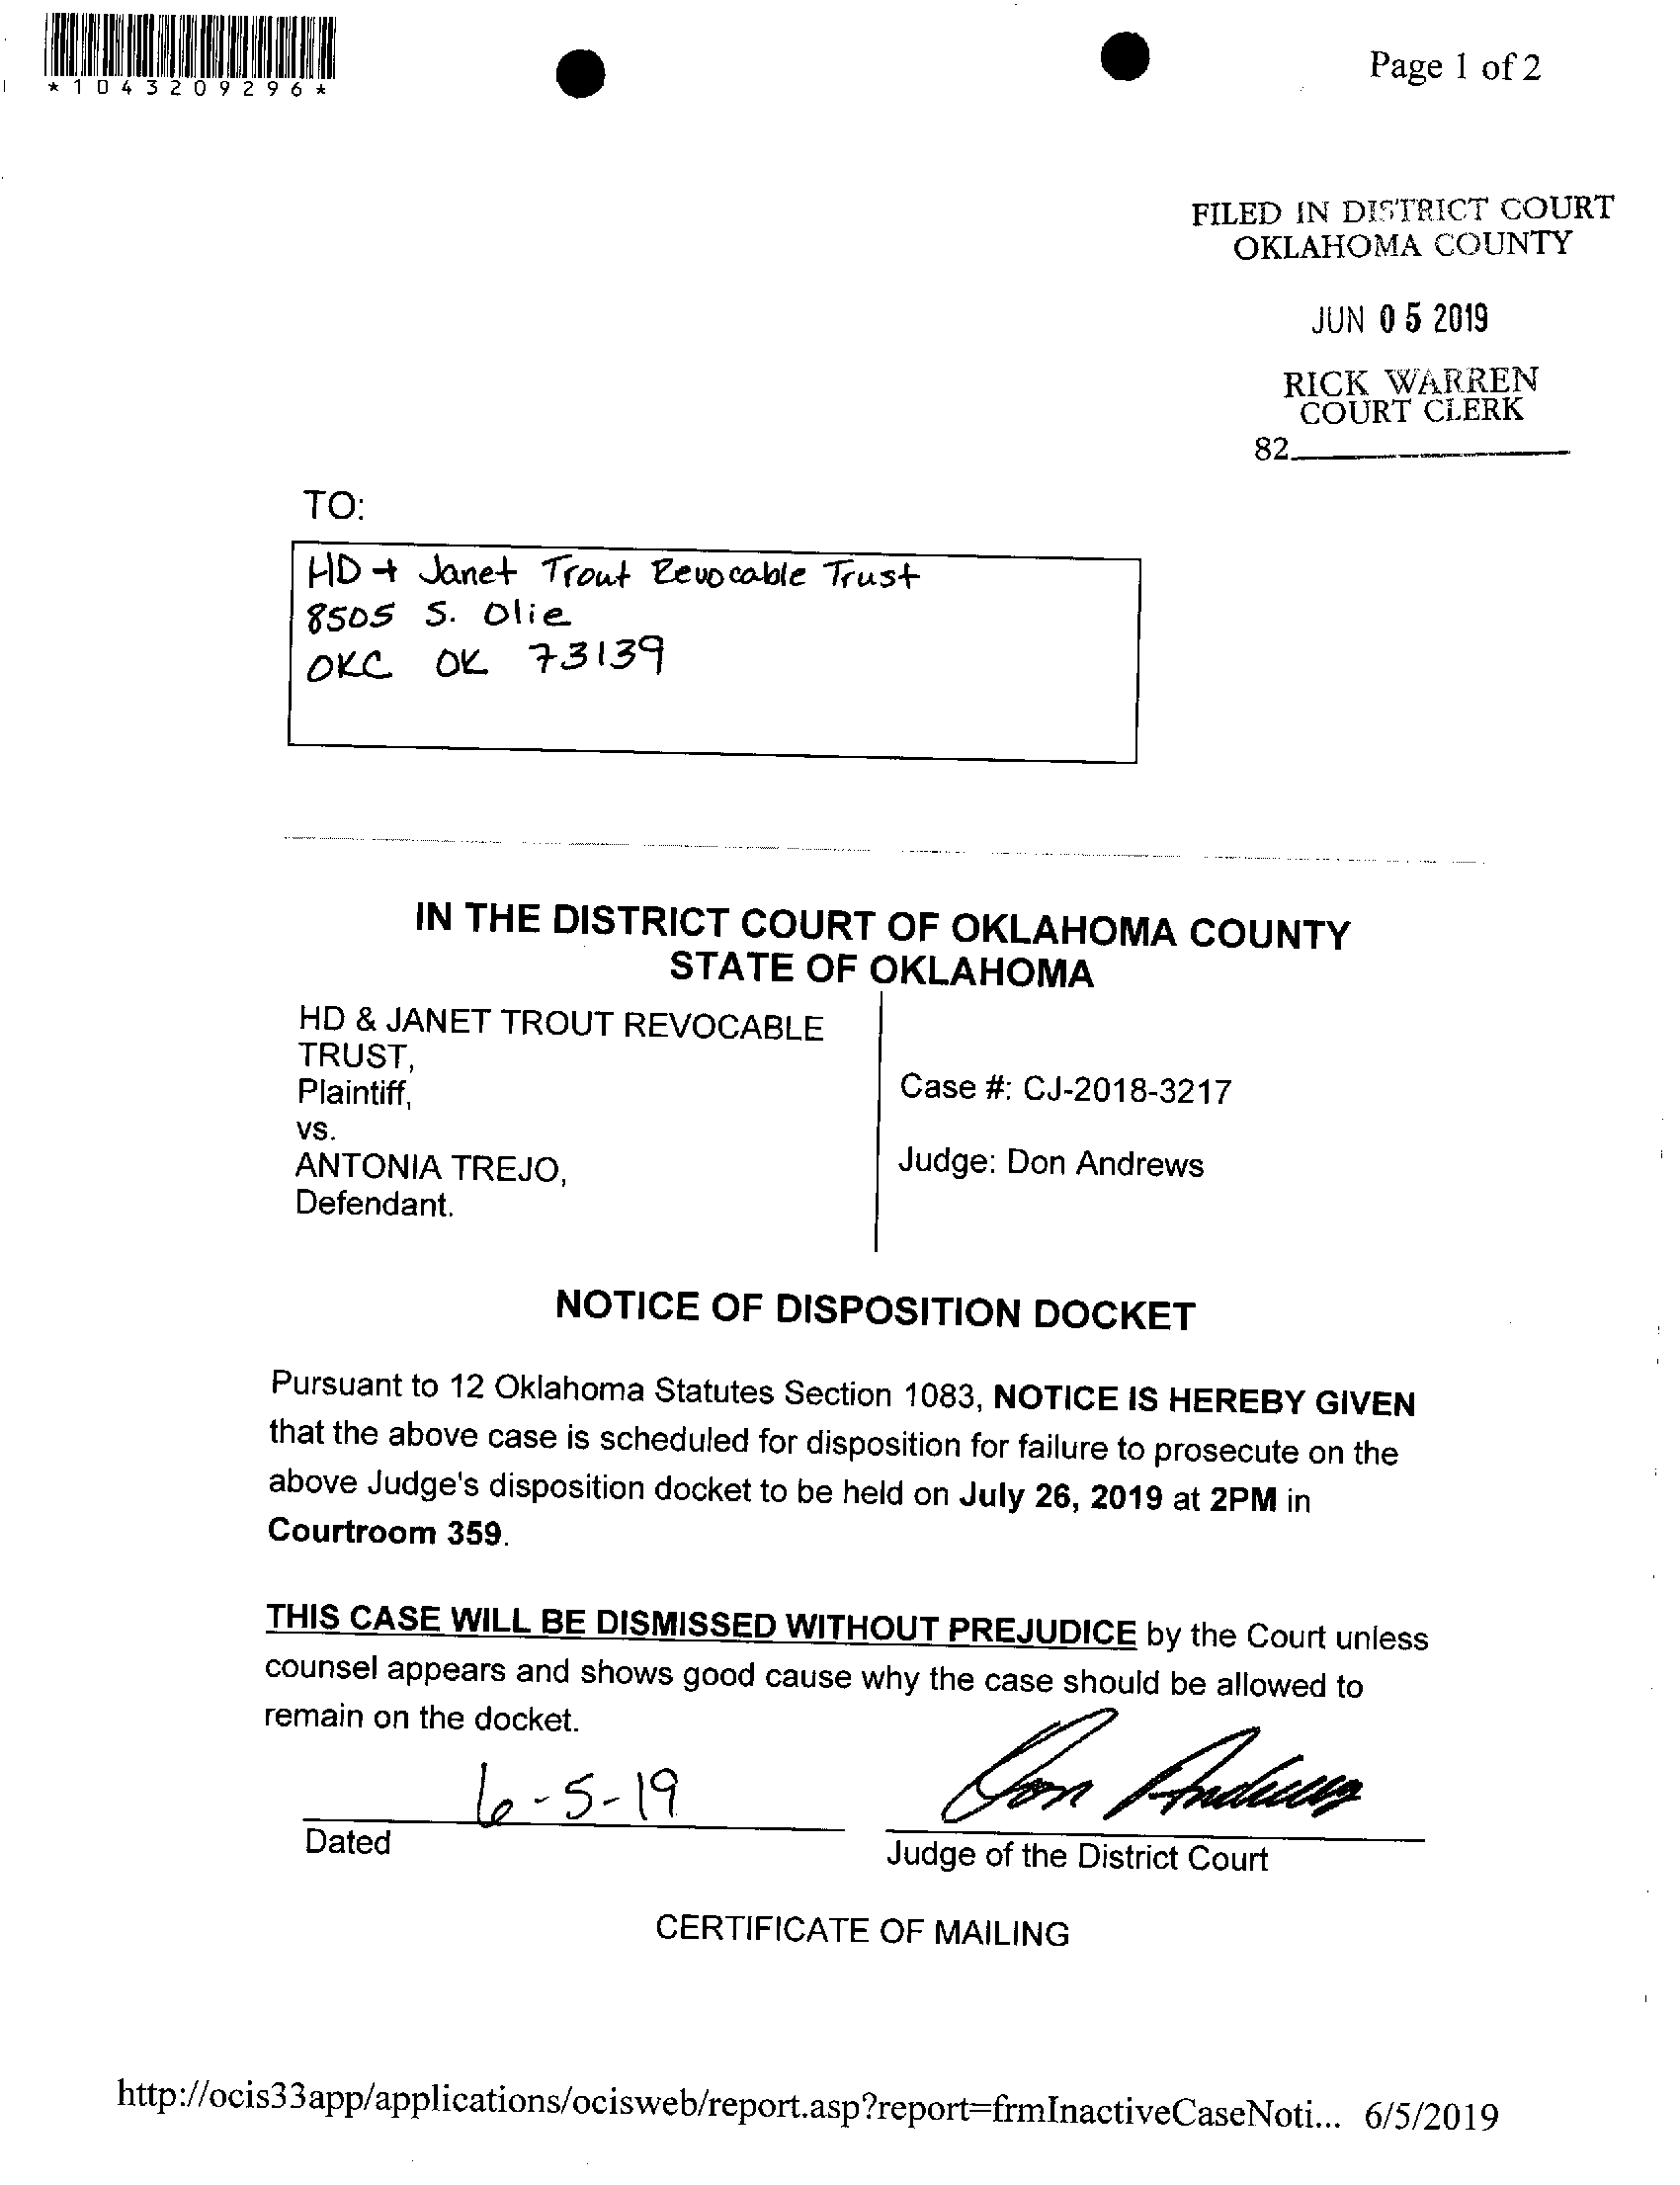 *1043209296*
Page 1 of 2
FILED IN DISTRICT COURT
OKLAHOMA COUNTY
JUN 05 2019
RICK WARREN
COURT CLERK
82
TO:
HD + Janet Trout Revocable Trust
8505 S. Olie
OKC OK 73139
IN THE DISTRICT COURT OF OKLAHOMA COUNTY
STATE OF OKLAHOMA
HD & JANET TROUT REVOCABLE
TRUST,
Plaintiff,
vs.
ANTONIA TREJO,
Defendant.
Case #: CJ-2018-3217
Judge: Don Andrews
NOTICE OF DISPOSITION DOCKET
Pursuant to 12 Oklahoma Statutes Section 1083, NOTICE IS HEREBY GIVEN
that the above case is scheduled for disposition for failure to prosecute on the
above Judge's disposition docket to be held on July 26, 2019 at 2PM in
Courtroom 359.
THIS CASE WILL BE DISMISSED WITHOUT PREJUDICE by the Court unless
counsel appears and shows good cause why the case should be allowed to
remain on the docket.
6-5-19
Don Andrews
Dated
Judge of the District Court
CERTIFICATE OF MAILING
http://ocis33app/applications/ocisweb/report.asp?report=frmInactiveCaseNoti... 6/5/2019